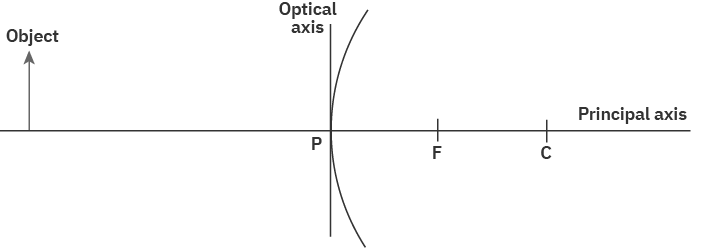 Optical
axis
Object
Principal axis
P
F
C